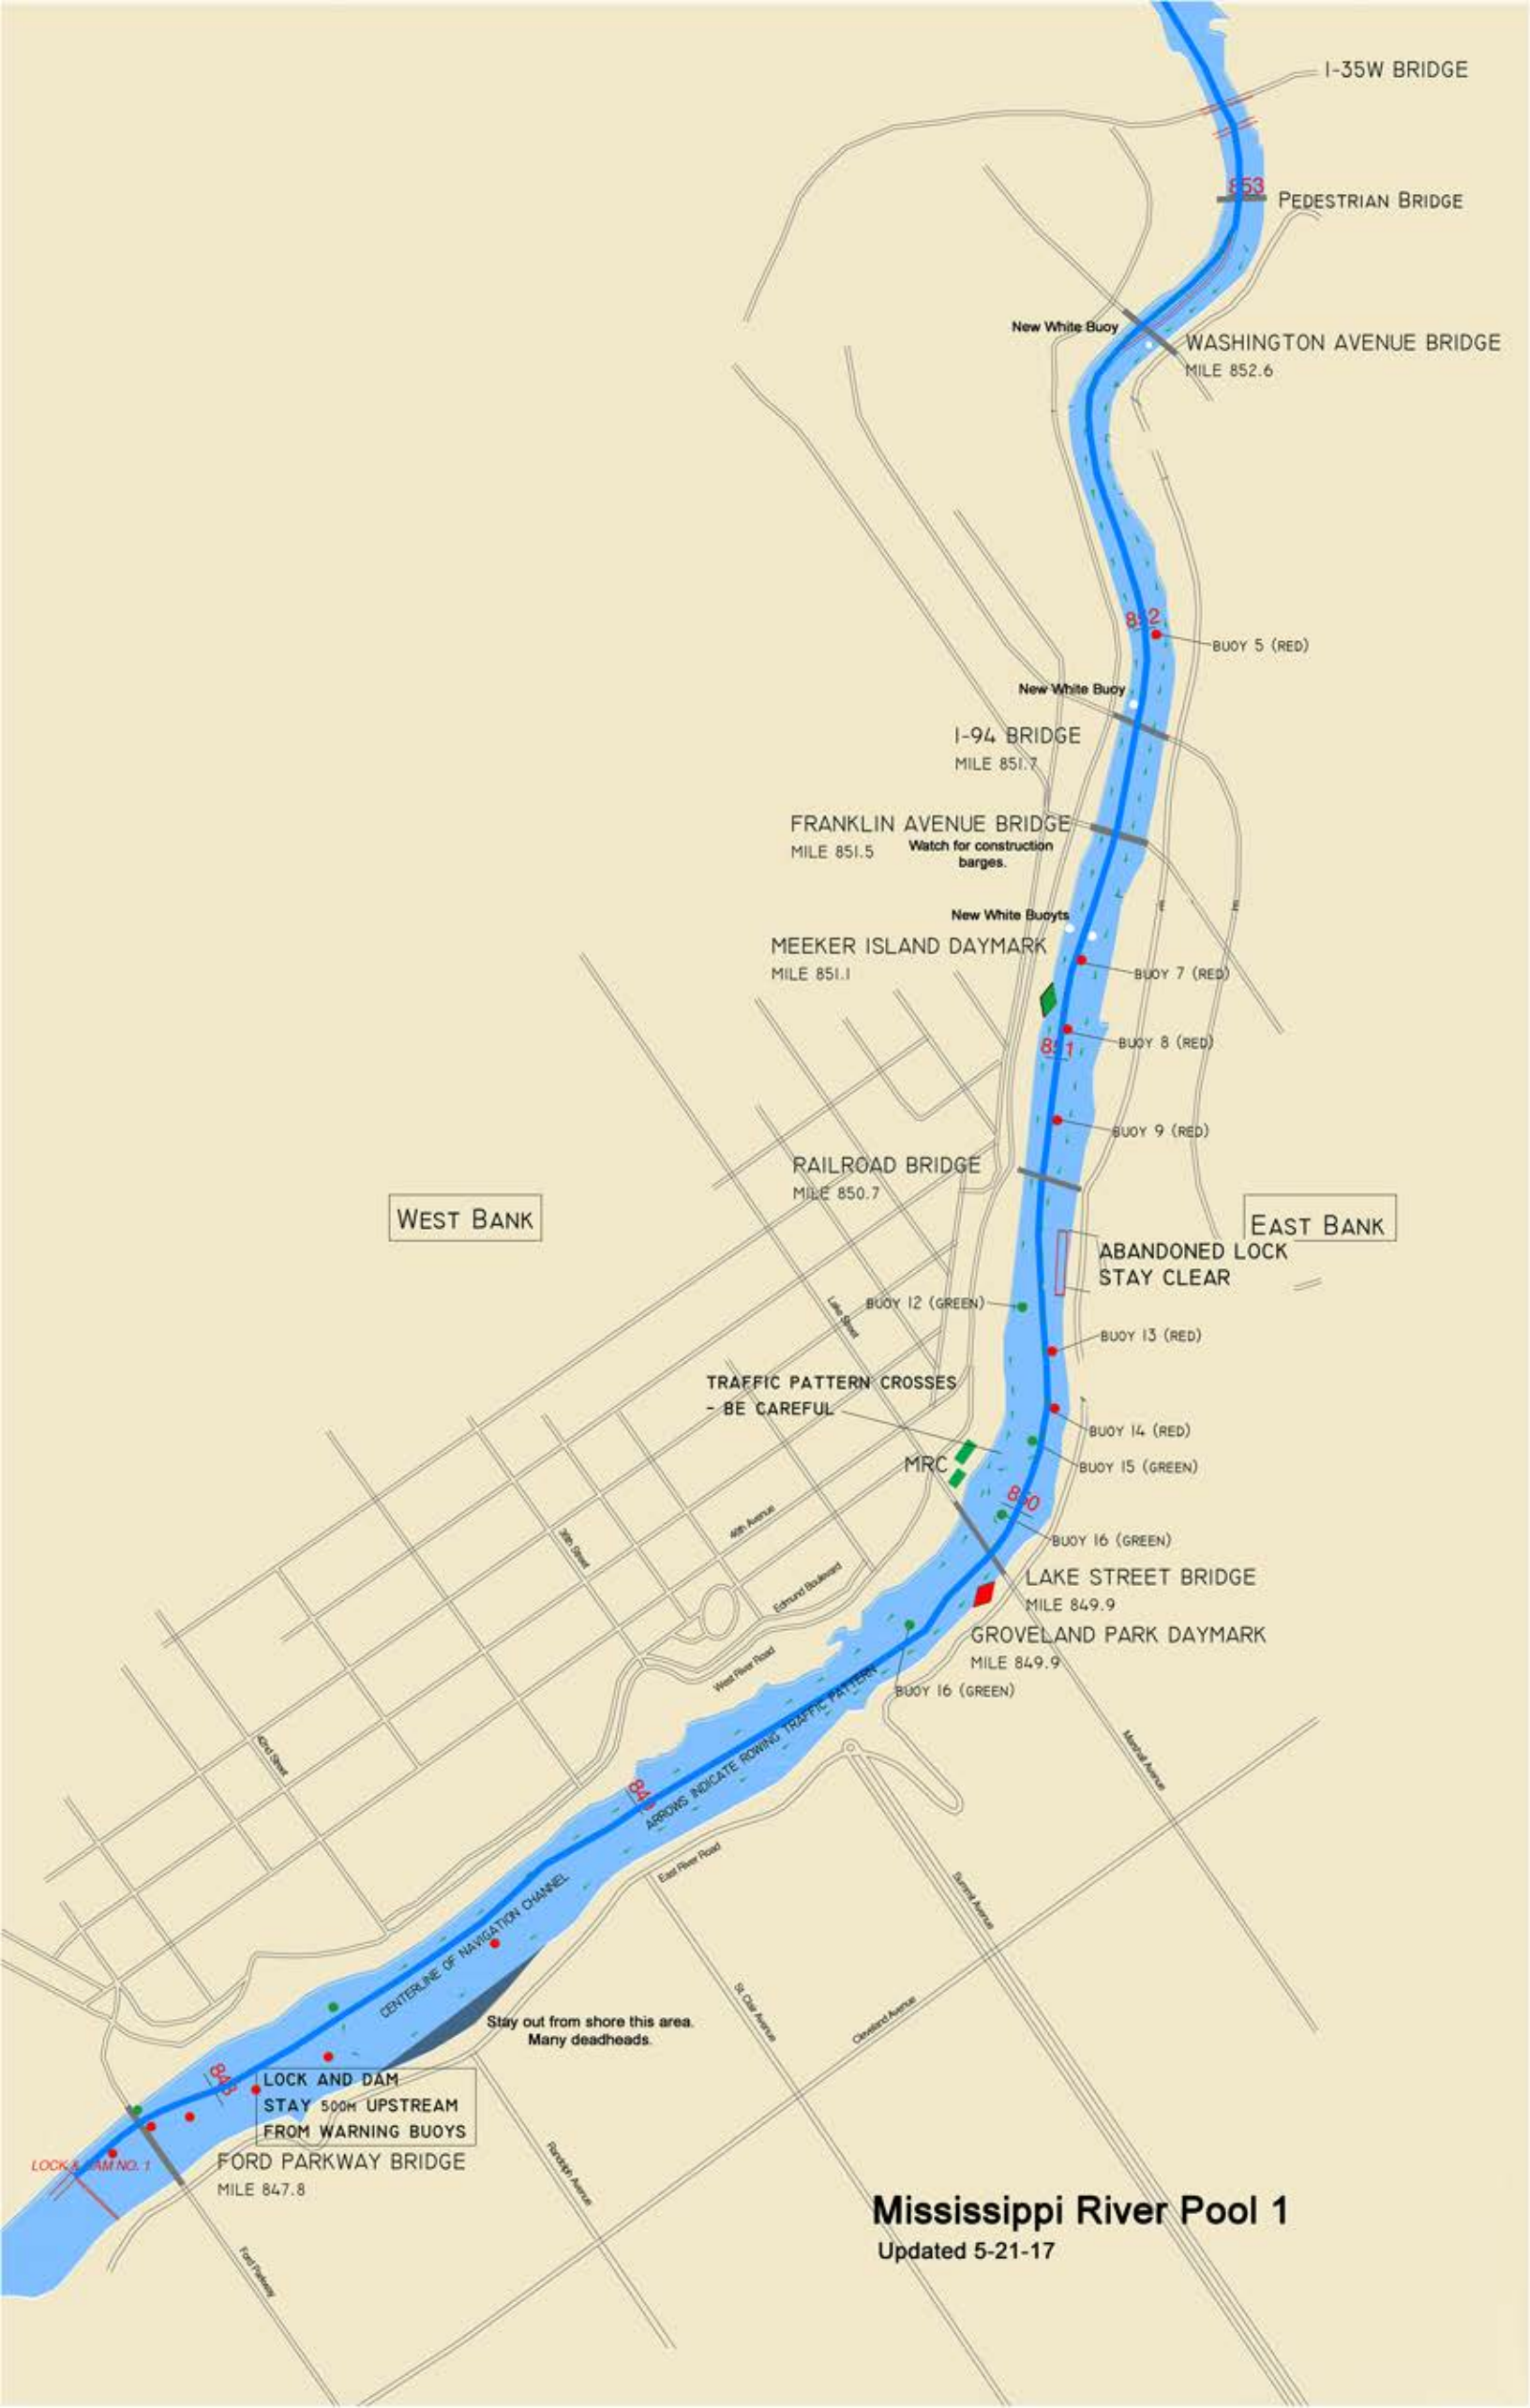 I-35W BRIDGE
853
PEDESTRIAN BRIDGE
New White Buoy
WASHINGTON AVENUE BRIDGE
MILE 852.6
852
BUOY 5 (RED)
New White Buoy
I-94 BRIDGE
MILE 851.7
FRANKLIN AVENUE BRIDGE
MILE 851.5
Watch for construction
barges.
New White Buoyts
MEEKER ISLAND DAYMARK
MILE 851.1
BUOY 7 (RED)
BUOY 8 (RED)
851
BUOY 9 (RED)
RAILROAD BRIDGE
MILE 850.7
WEST BANK
EAST BANK
ABANDONED LOCK
STAY CLEAR
BUOY 12 (GREEN)
Lake Street
BUOY 13 (RED)
TRAFFIC PATTERN CROSSES
- BE CAREFUL
BUOY 14 (RED)
MRC
BUOY 15 (GREEN)
850
46th Avenue
36th Street
BUOY 16 (GREEN)
LAKE STREET BRIDGE
MILE 849.9
Edmund Boulevard
GROVELAND PARK DAYMARK
MILE 849.9
West River Road
BUOY 16 (GREEN)
42nd Street
Marshall Avenue
ARROWS INDICATE ROWING TRAFFIC PATTERN
East River Road
CENTERLINE OF NAVIGATION CHANNEL
Summit Avenue
St. Clair Avenue
Cleveland Avenue
Stay out from shore this area.
Many deadheads.
848
LOCK AND DAM
STAY 500M UPSTREAM
FROM WARNING BUOYS
LOCK & DAM NO. 1
FORD PARKWAY BRIDGE
MILE 847.8
Randolph Avenue
Ford Parkway
Mississippi River Pool 1
Updated 5-21-17